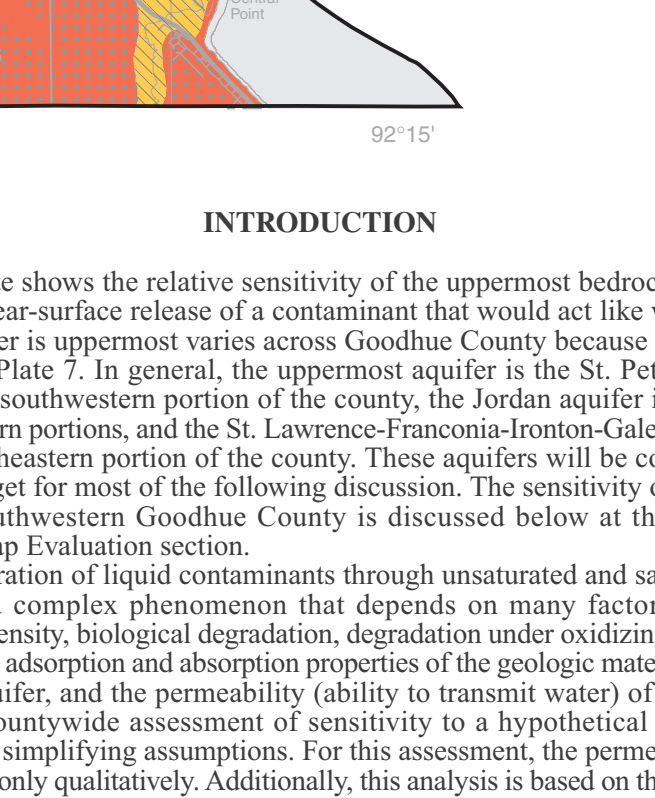 Central
Point
92°15'
INTRODUCTION
te shows the relative sensitivity of the uppermost bedroc
ear-surface release of a contaminant that would act like
er is uppermost varies across Goodhue County because
Plate 7. In general, the uppermost aquifer is the St. Pet
southwestern portion of the county, the Jordan aquifer i
rn portions, and the St. Lawrence-Franconia-Ironton-Gale
heastern portion of the county. These aquifers will be co
get for most of the following discussion. The sensitivity o
uthwestern Goodhue County is discussed below at th
ap Evaluation section.
ration of liquid contaminants through unsaturated and sa
complex phenomenon that depends on many factor
ensity, biological degradation, degradation under oxidizin
adsorption and absorption properties of the geologic mate
uifer, and the permeability (ability to transmit water) of
ountywide assessment of sensitivity to a hypothetical
simplifying assumptions. For this assessment, the perme
only qualitatively. Additionally, this analysis is based on th